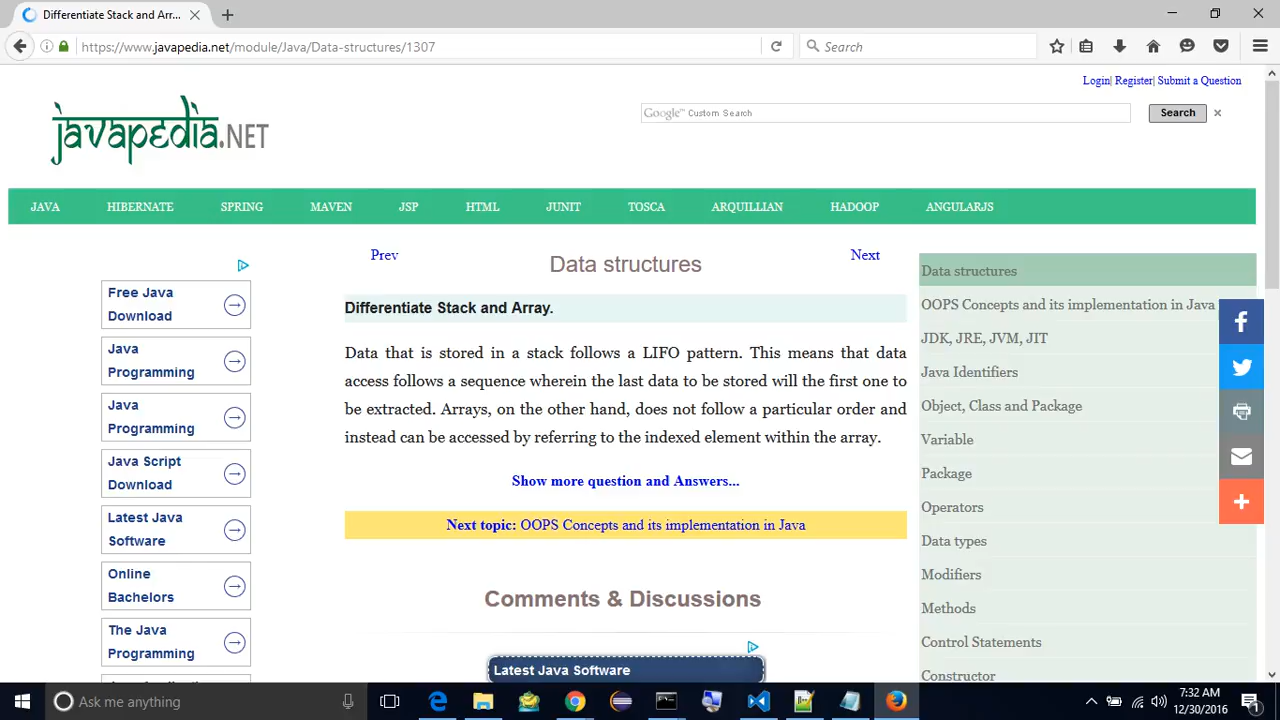 Differentiate Stack and Arr...
https://www.javapedia.net/module/Java/Data-structures/1307
Search
Login| Register| Submit a Question
javapedia.NET
Google™ Custom Search
Search
JAVA HIBERNATE SPRING MAVEN JSP HTML JUNIT TOSCA ARQUILLIAN HADOOP ANGULARJS
Free Java
Download
Java
Programming
Java
Programming
Java Script
Download
Latest Java
Software
Online
Bachelors
The Java
Programming
Prev
Next
Data structures
Differentiate Stack and Array.
Data that is stored in a stack follows a LIFO pattern. This means that data
access follows a sequence wherein the last data to be stored will the first one to
be extracted. Arrays, on the other hand, does not follow a particular order and
instead can be accessed by referring to the indexed element within the array.
Show more question and Answers...
Next topic: OOPS Concepts and its implementation in Java
Comments & Discussions
Latest Java Software
Data structures
OOPS Concepts and its implementation in Java
JDK, JRE, JVM, JIT
Java Identifiers
Object, Class and Package
Variable
Package
Operators
Data types
Modifiers
Methods
Control Statements
Constructor
Ask me anything
7:32 AM
12/30/2016